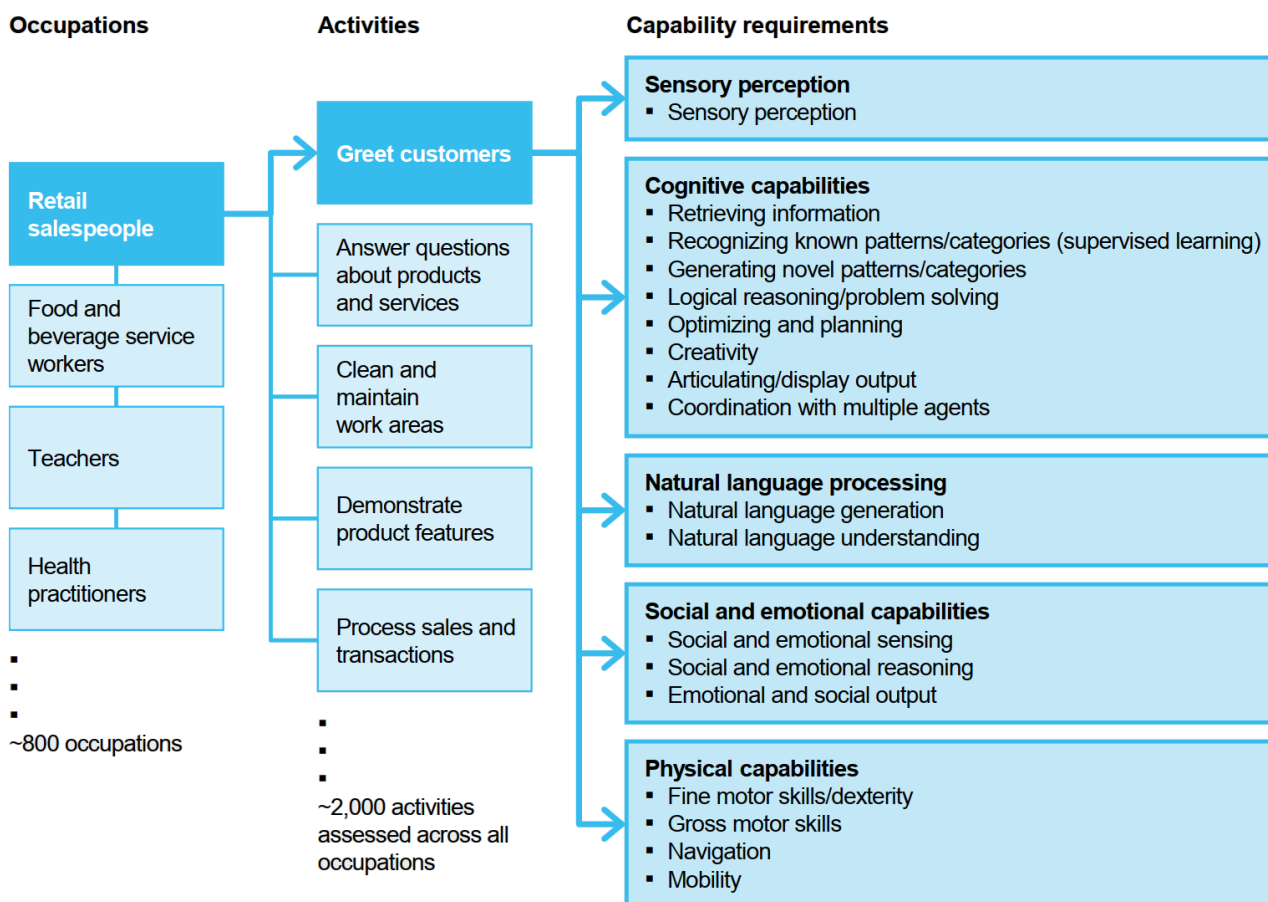 Occupations
Retail
salespeople
Food and
beverage service
workers
Teachers
Health
practitioners
▪
▪
▪
~800 occupations
Activities
Greet customers
Answer questions
about products
and services
Clean and
maintain
work areas
Demonstrate
product features
Process sales and
transactions
▪
▪
▪
~2,000 activities
assessed across all
occupations
Capability requirements
Sensory perception
▪ Sensory perception
Cognitive capabilities
▪ Retrieving information
▪ Recognizing known patterns/categories (supervised learning)
▪ Generating novel patterns/categories
▪ Logical reasoning/problem solving
▪ Optimizing and planning
▪ Creativity
▪ Articulating/display output
▪ Coordination with multiple agents
Natural language processing
▪ Natural language generation
▪ Natural language understanding
Social and emotional capabilities
▪ Social and emotional sensing
▪ Social and emotional reasoning
▪ Emotional and social output
Physical capabilities
▪ Fine motor skills/dexterity
▪ Gross motor skills
▪ Navigation
▪ Mobility